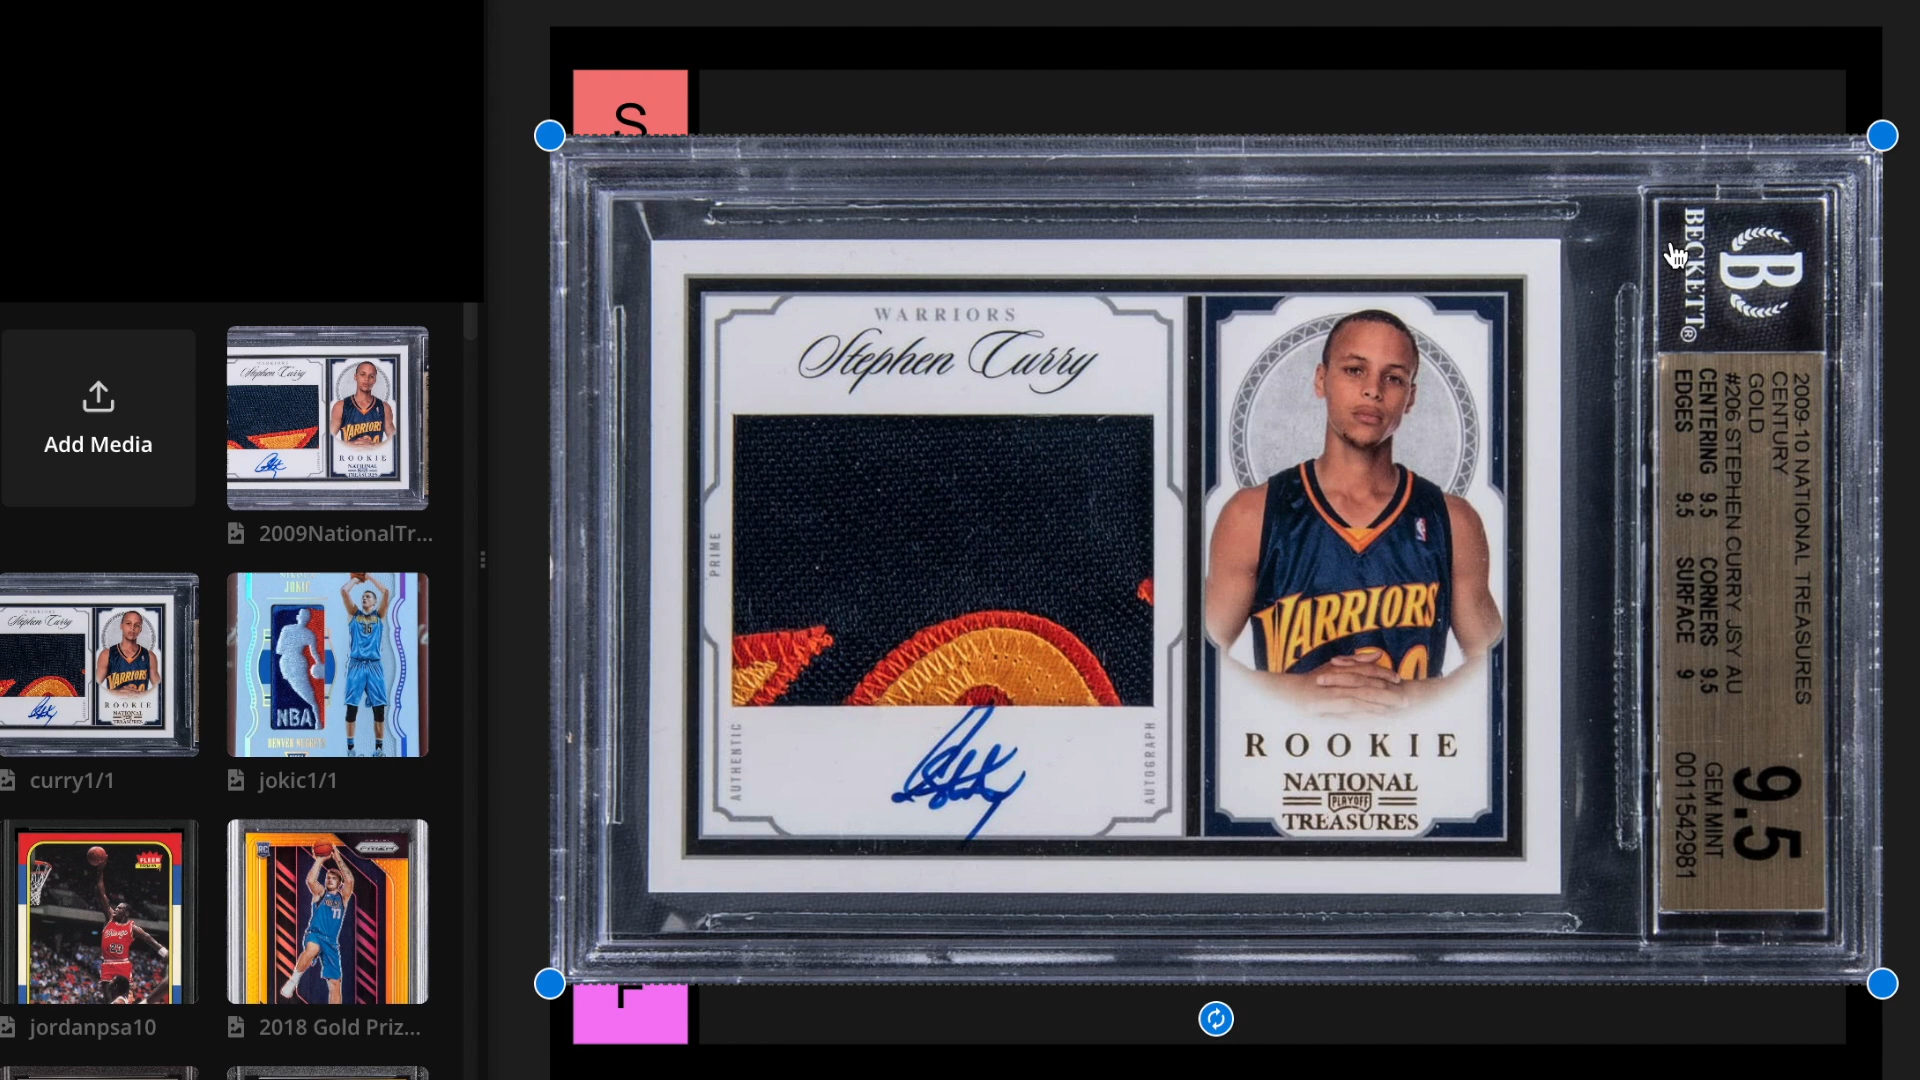 S
Add Media
2009NationalTr...
curry1/1
jokic1/1
NBA
jordanpsa10
2018 Gold Priz...
WARRIORS
Stephen Curry
PRIME
AUTHENTIC
AUTOGRAPH
WARRIORS
ROOKIE
NATIONAL
PLAYOFF
TREASURES
BECKETT®
B
2009-10 NATIONAL TREASURES
CENTURY
GOLD
#206 STEPHEN CURRY JSY AU
CENTERING 9.5 CORNERS 9.5
EDGES 9.5 SURFACE 9
9.5
GEM MINT
0011542981
F